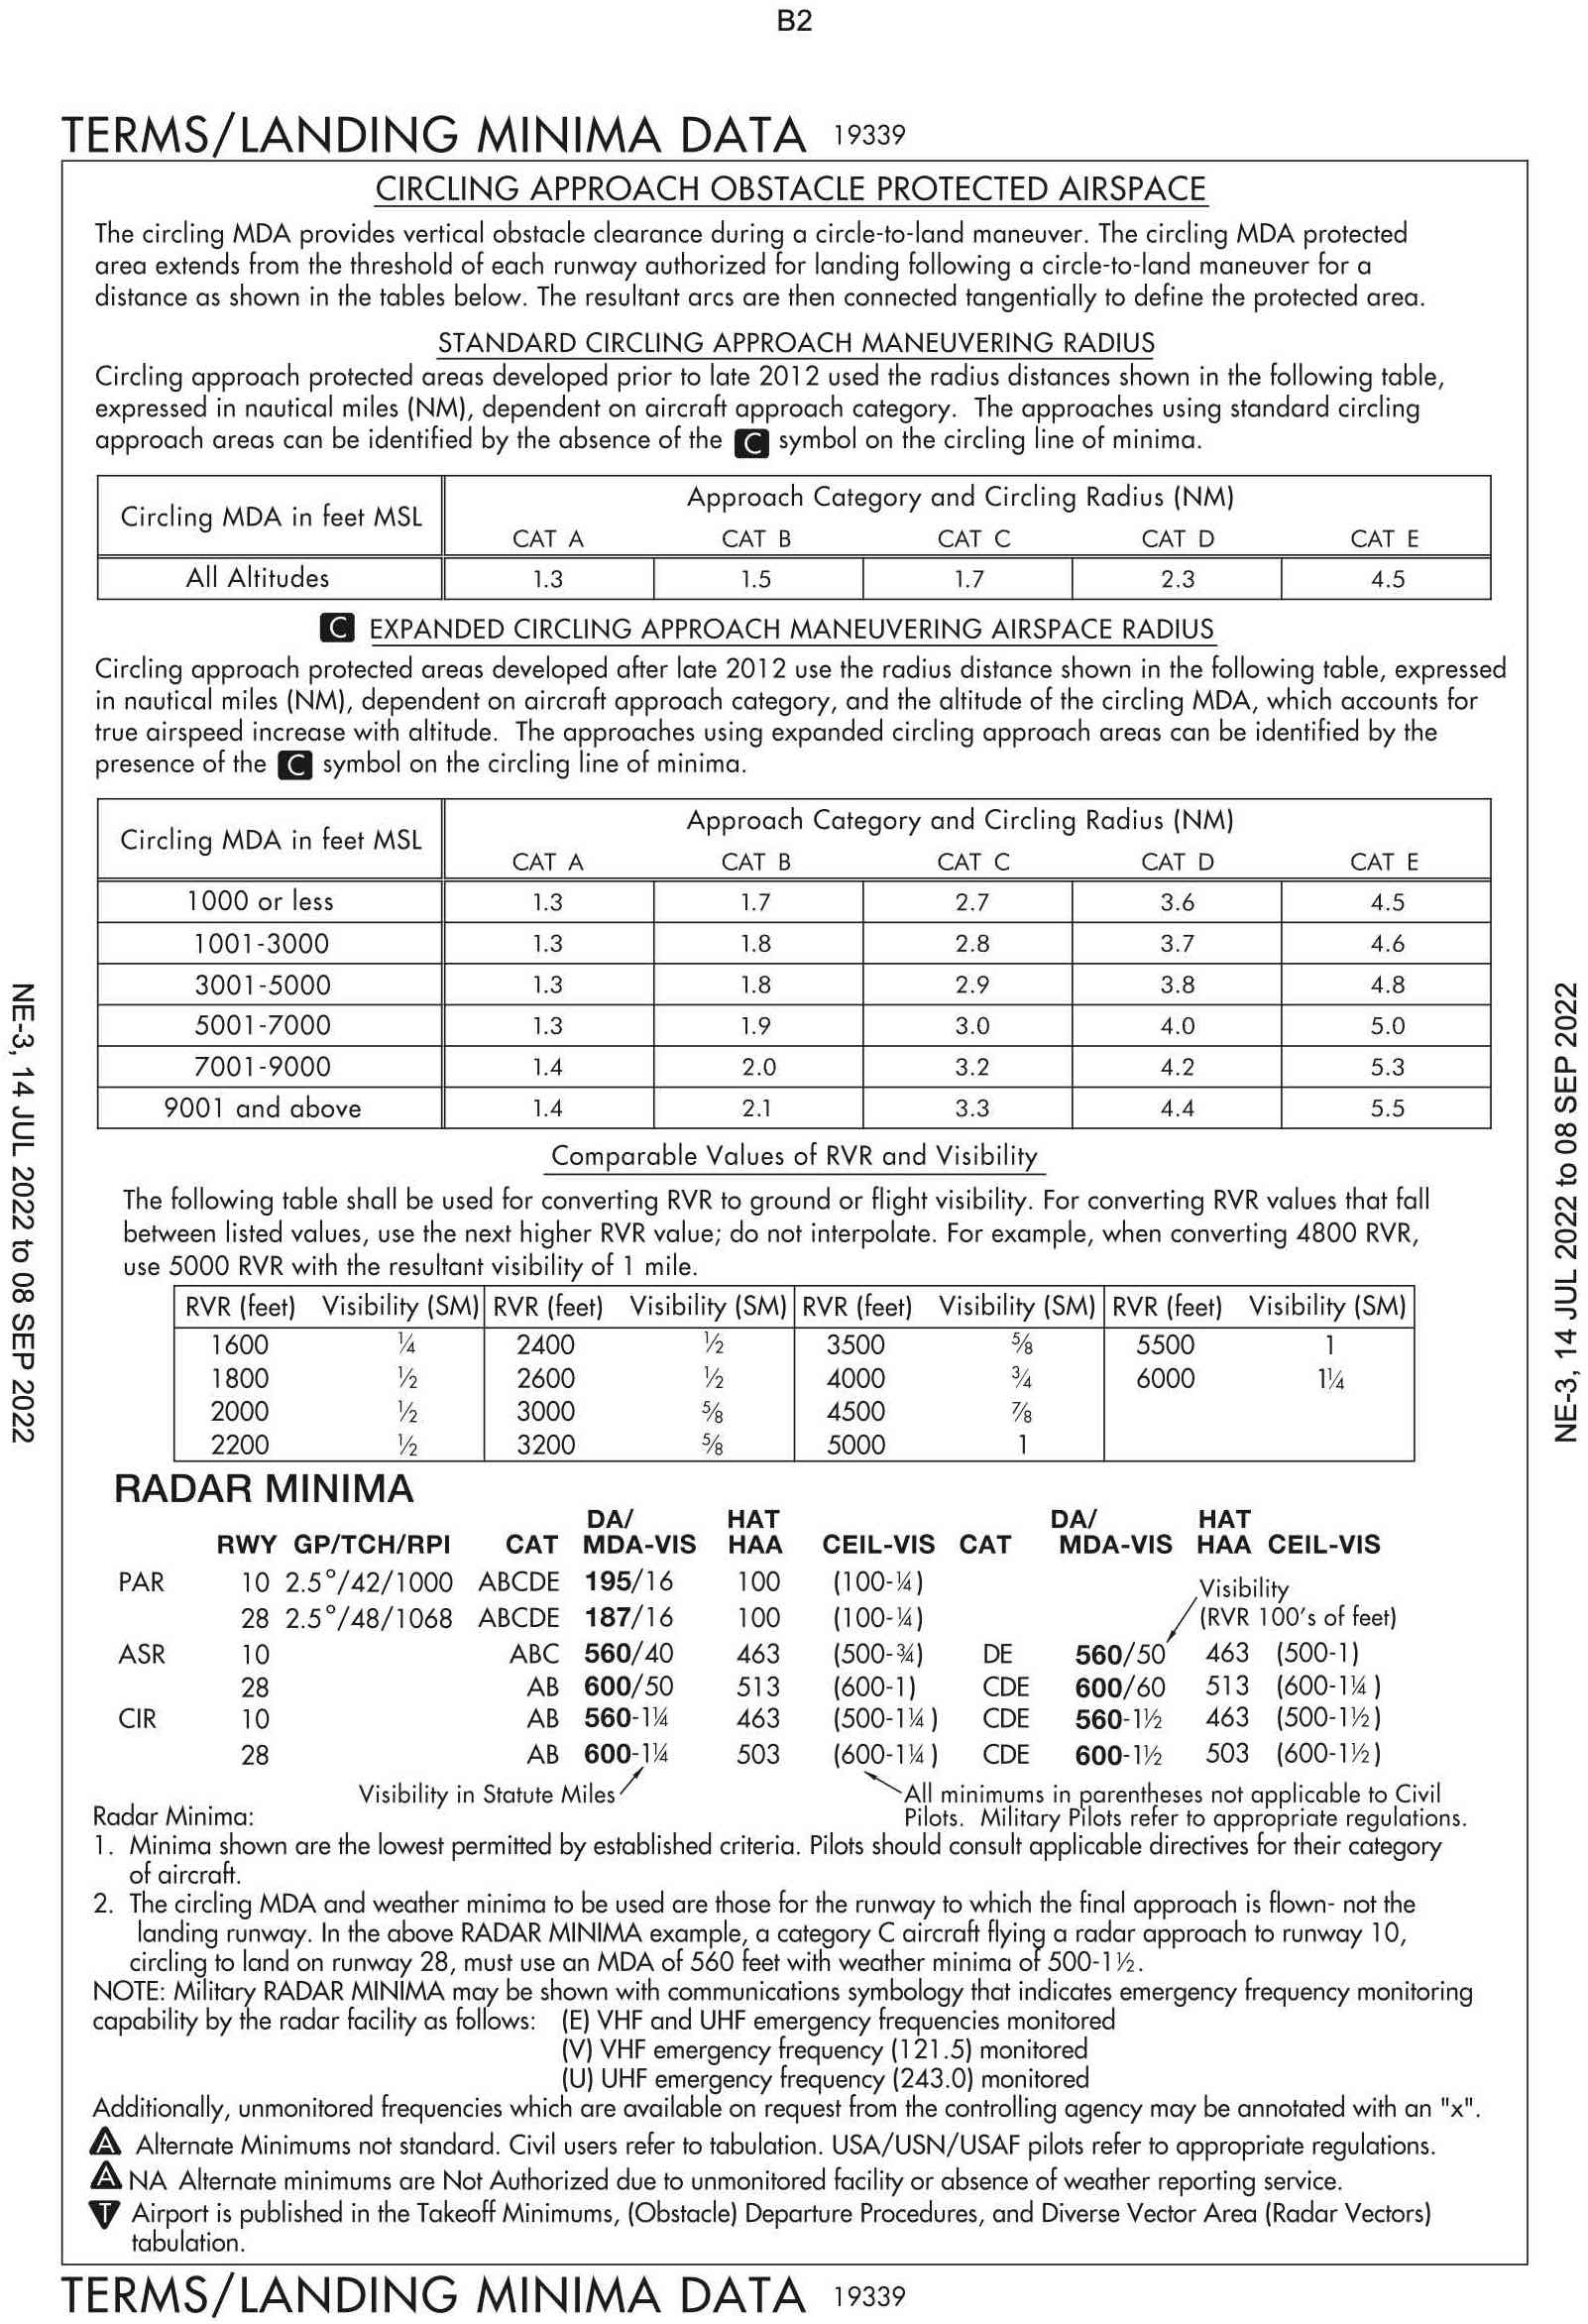 B2
TERMS/LANDING MINIMA DATA 19339
CIRCLING APPROACH OBSTACLE PROTECTED AIRSPACE
The circling MDA provides vertical obstacle clearance during a circle-to-land maneuver. The circling MDA protected
area extends from the threshold of each runway authorized for landing following a circle-to-land maneuver for a
distance as shown in the tables below. The resultant arcs are then connected tangentially to define the protected area.
STANDARD CIRCLING APPROACH MANEUVERING RADIUS
Circling approach protected areas developed prior to late 2012 used the radius distances shown in the following table,
expressed in nautical miles (NM), dependent on aircraft approach category. The approaches using standard circling
approach areas can be identified by the absence of the C symbol on the circling line of minima.
Circling MDA in feet MSL Approach Category and Circling Radius (NM)
CAT A CAT B CAT C CAT D CAT E
All Altitudes 1.3 1.5 1.7 2.3 4.5
C EXPANDED CIRCLING APPROACH MANEUVERING AIRSPACE RADIUS
Circling approach protected areas developed after late 2012 use the radius distance shown in the following table, expressed
in nautical miles (NM), dependent on aircraft approach category, and the altitude of the circling MDA, which accounts for
true airspeed increase with altitude. The approaches using expanded circling approach areas can be identified by the
presence of the C symbol on the circling line of minima.
Circling MDA in feet MSL Approach Category and Circling Radius (NM)
CAT A CAT B CAT C CAT D CAT E
1000 or less 1.3 1.7 2.7 3.6 4.5
1001-3000 1.3 1.8 2.8 3.7 4.6
3001-5000 1.3 1.8 2.9 3.8 4.8
5001-7000 1.3 1.9 3.0 4.0 5.0
7001-9000 1.4 2.0 3.2 4.2 5.3
9001 and above 1.4 2.1 3.3 4.4 5.5
Comparable Values of RVR and Visibility
The following table shall be used for converting RVR to ground or flight visibility. For converting RVR values that fall
between listed values, use the next higher RVR value; do not interpolate. For example, when converting 4800 RVR,
use 5000 RVR with the resultant visibility of 1 mile.
RVR (feet) Visibility (SM) RVR (feet) Visibility (SM) RVR (feet) Visibility (SM) RVR (feet) Visibility (SM)
1600 ¼ 2400 ½ 3500 ⅝ 5500 1
1800 ½ 2600 ½ 4000 ¾ 6000 1¼
2000 ½ 3000 ⅝ 4500 ⅞
2200 ½ 3200 ⅝ 5000 1
RADAR MINIMA
DA/ HAT DA/ HAT
RWY GP/TCH/RPI CAT MDA-VIS HAA CEIL-VIS CAT MDA-VIS HAA CEIL-VIS
PAR 10 2.5°/42/1000 ABCDE 195/16 100 (100-¼) Visibility
28 2.5°/48/1068 ABCDE 187/16 100 (100-¼) (RVR 100's of feet)
ASR 10 ABC 560/40 463 (500-¾) DE 560/50 463 (500-1)
28 AB 600/50 513 (600-1) CDE 600/60 513 (600-1¼)
CIR 10 AB 560-1¼ 463 (500-1¼) CDE 560-1½ 463 (500-1½)
28 AB 600-1¼ 503 (600-1¼) CDE 600-1½ 503 (600-1½)
Visibility in Statute Miles All minimums in parentheses not applicable to Civil
Radar Minima: Pilots. Military Pilots refer to appropriate regulations.
1. Minima shown are the lowest permitted by established criteria. Pilots should consult applicable directives for their category
of aircraft.
2. The circling MDA and weather minima to be used are those for the runway to which the final approach is flown- not the
landing runway. In the above RADAR MINIMA example, a category C aircraft flying a radar approach to runway 10,
circling to land on runway 28, must use an MDA of 560 feet with weather minima of 500-1½.
NOTE: Military RADAR MINIMA may be shown with communications symbology that indicates emergency frequency monitoring
capability by the radar facility as follows: (E) VHF and UHF emergency frequencies monitored
(V) VHF emergency frequency (121.5) monitored
(U) UHF emergency frequency (243.0) monitored
Additionally, unmonitored frequencies which are available on request from the controlling agency may be annotated with an "x".
A Alternate Minimums not standard. Civil users refer to tabulation. USA/USN/USAF pilots refer to appropriate regulations.
A NA Alternate minimums are Not Authorized due to unmonitored facility or absence of weather reporting service.
T Airport is published in the Takeoff Minimums, (Obstacle) Departure Procedures, and Diverse Vector Area (Radar Vectors)
tabulation.
TERMS/LANDING MINIMA DATA 19339
NE-3, 14 JUL 2022 to 08 SEP 2022
NE-3, 14 JUL 2022 to 08 SEP 2022